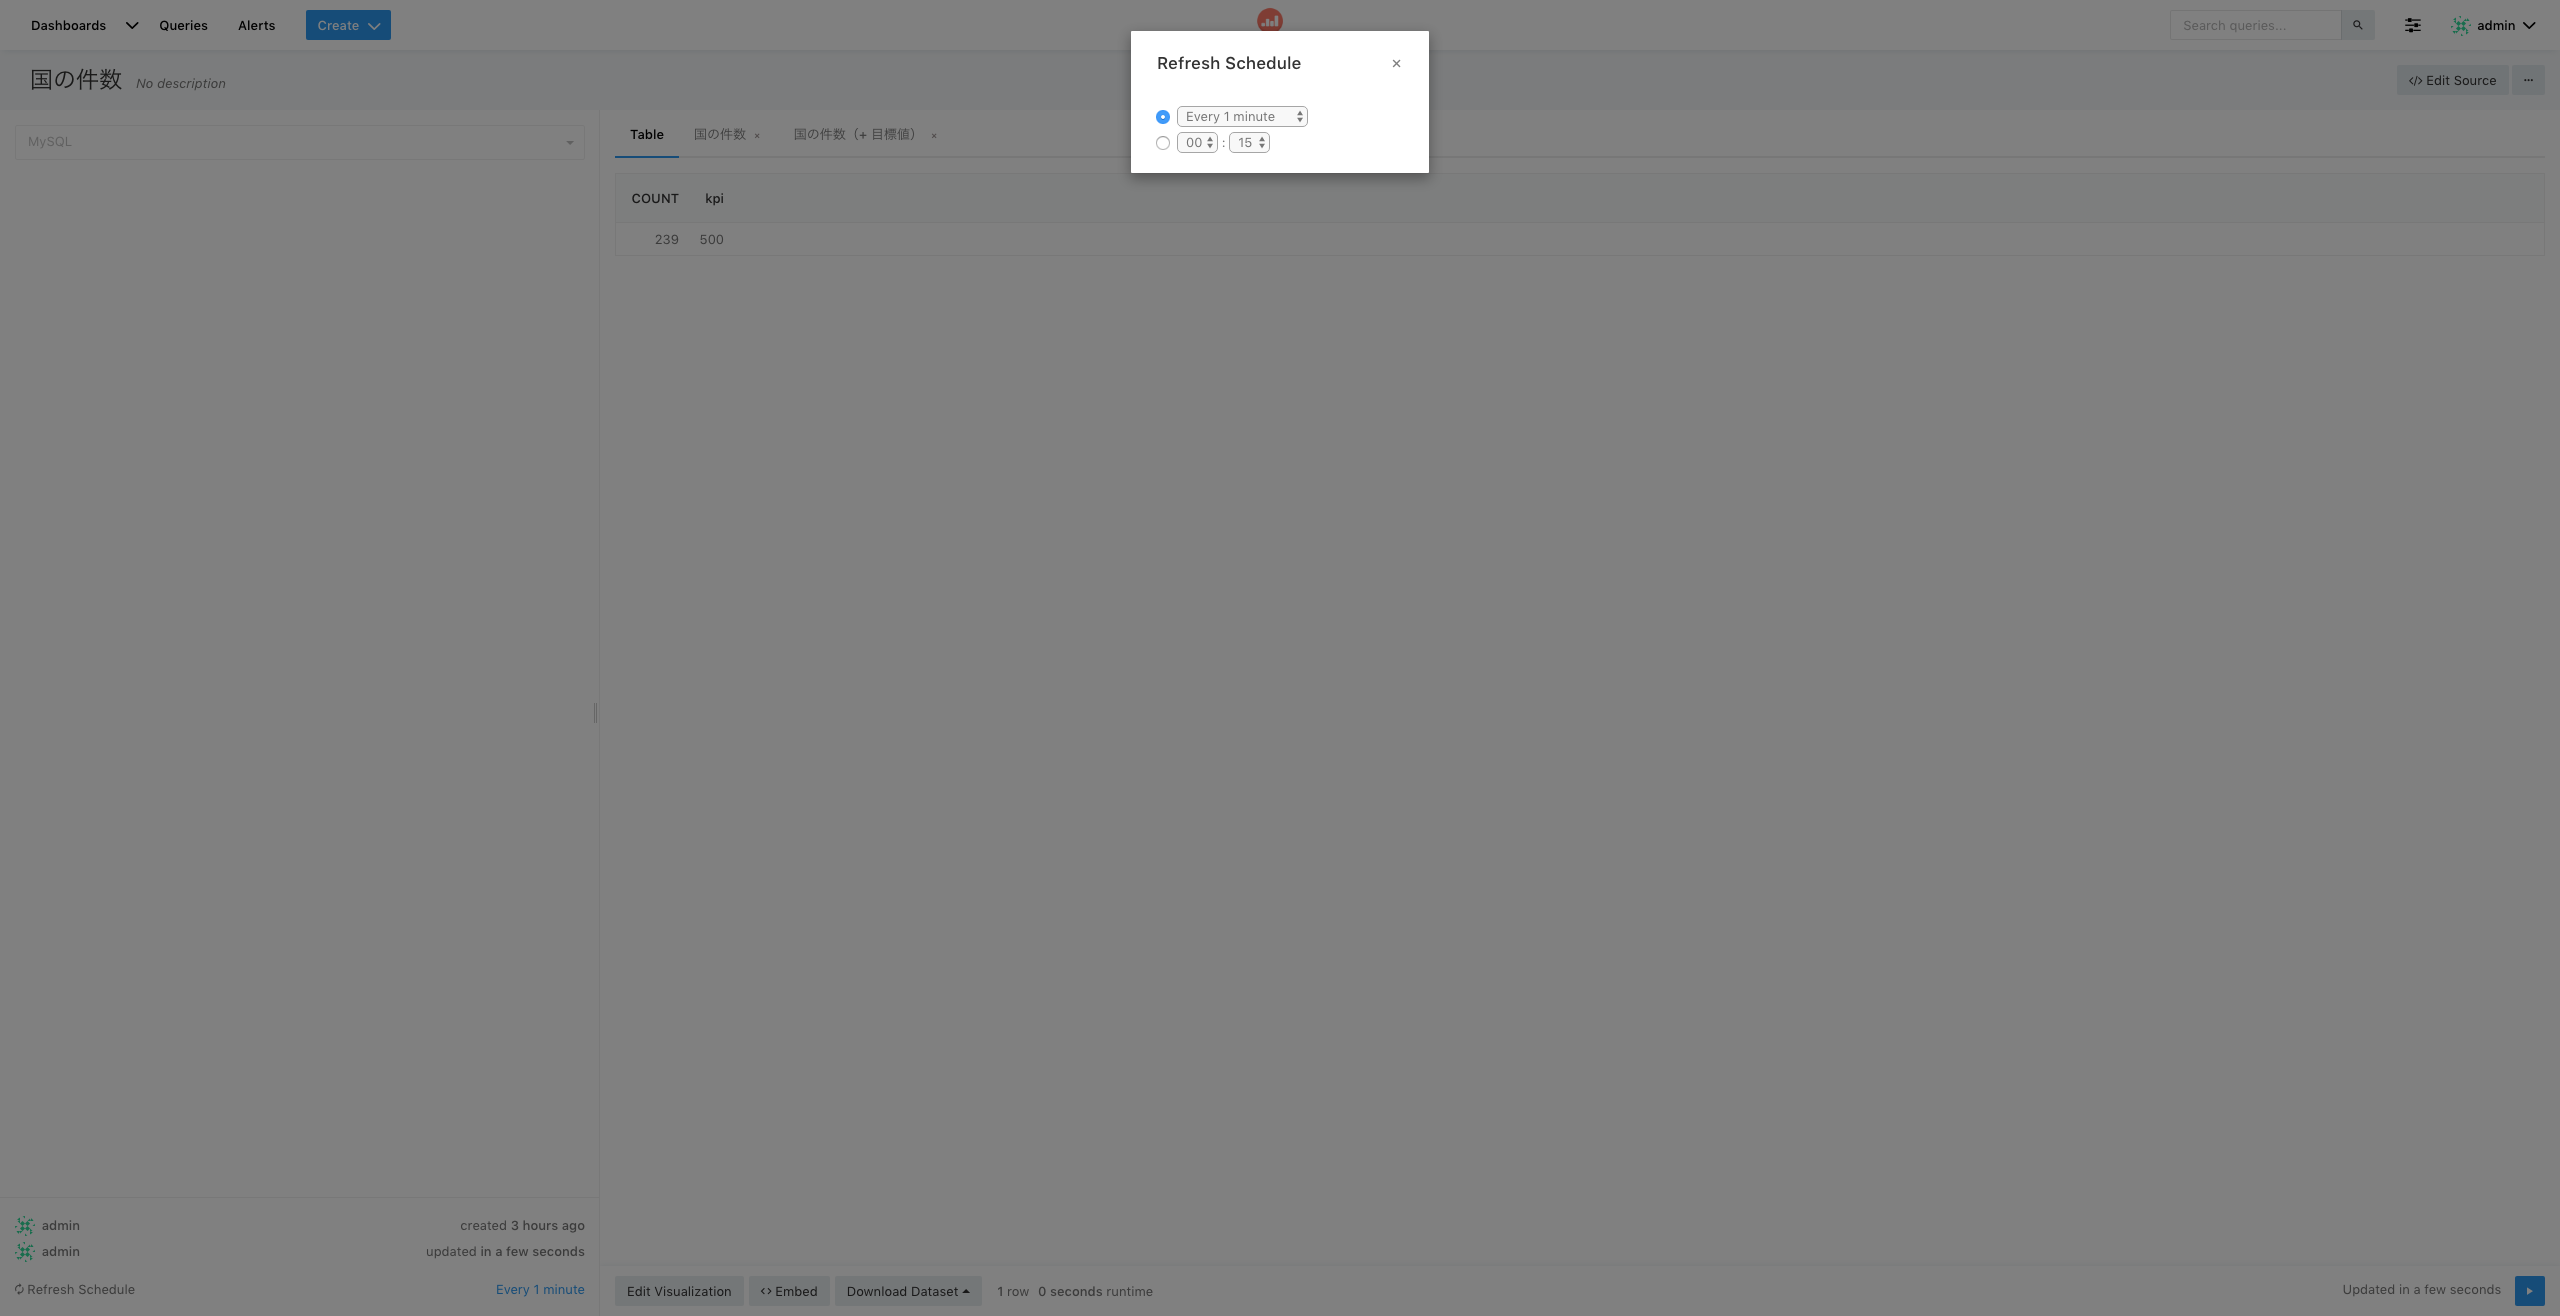 Dashboards Queries Alerts Create Search queries... admin
Refresh Schedule ×
国の件数 No description </> Edit Source ...
Every 1 minute
00 : 15
MySQL
Table 国の件数 × 国の件数（+ 目標値） ×
COUNT kpi
239 500
admin created 3 hours ago
admin updated in a few seconds
Refresh Schedule Every 1 minute
Edit Visualization <> Embed Download Dataset 1 row 0 seconds runtime Updated in a few seconds